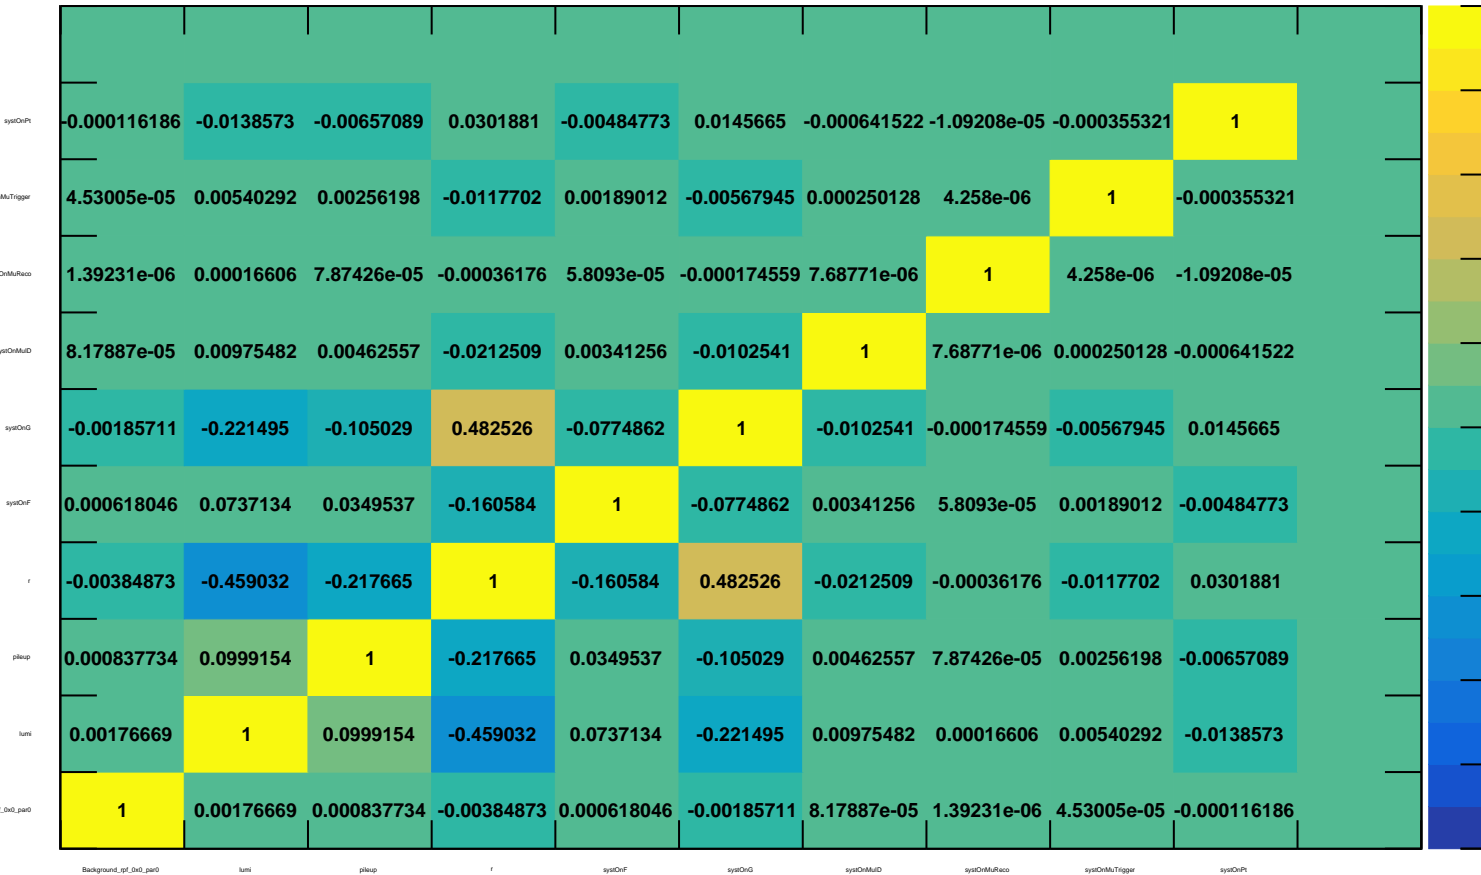 systOnPt -0.000116186 -0.0138573 -0.00657089 0.0301881 -0.00484773 0.0145665 -0.000641522 -1.09208e-05 -0.000355321 1
MuTrigger 4.53005e-05 0.00540292 0.00256198 -0.0117702 0.00189012 -0.00567945 0.000250128 4.258e-06 1 -0.000355321
OnMuReco 1.39231e-06 0.00016606 7.87426e-05 -0.00036176 5.8093e-05 -0.000174559 7.68771e-06 1 4.258e-06 -1.09208e-05
ystOnMuID 8.17887e-05 0.00975482 0.00462557 -0.0212509 0.00341256 -0.0102541 1 7.68771e-06 0.000250128 -0.000641522
systOnG -0.00185711 -0.221495 -0.105029 0.482526 -0.0774862 1 -0.0102541 -0.000174559 -0.00567945 0.0145665
systOnF 0.000618046 0.0737134 0.0349537 -0.160584 1 -0.0774862 0.00341256 5.8093e-05 0.00189012 -0.00484773
r -0.00384873 -0.459032 -0.217665 1 -0.160584 0.482526 -0.0212509 -0.00036176 -0.0117702 0.0301881
pileup 0.000837734 0.0999154 1 -0.217665 0.0349537 -0.105029 0.00462557 7.87426e-05 0.00256198 -0.00657089
lumi 0.00176669 1 0.0999154 -0.459032 0.0737134 -0.221495 0.00975482 0.00016606 0.00540292 -0.0138573
f_0x0_par0 1 0.00176669 0.000837734 -0.00384873 0.000618046 -0.00185711 8.17887e-05 1.39231e-06 4.53005e-05 -0.000116186
Background_rpf_0x0_par0 lumi pileup r systOnF systOnG systOnMuID systOnMuReco systOnMuTrigger systOnPt